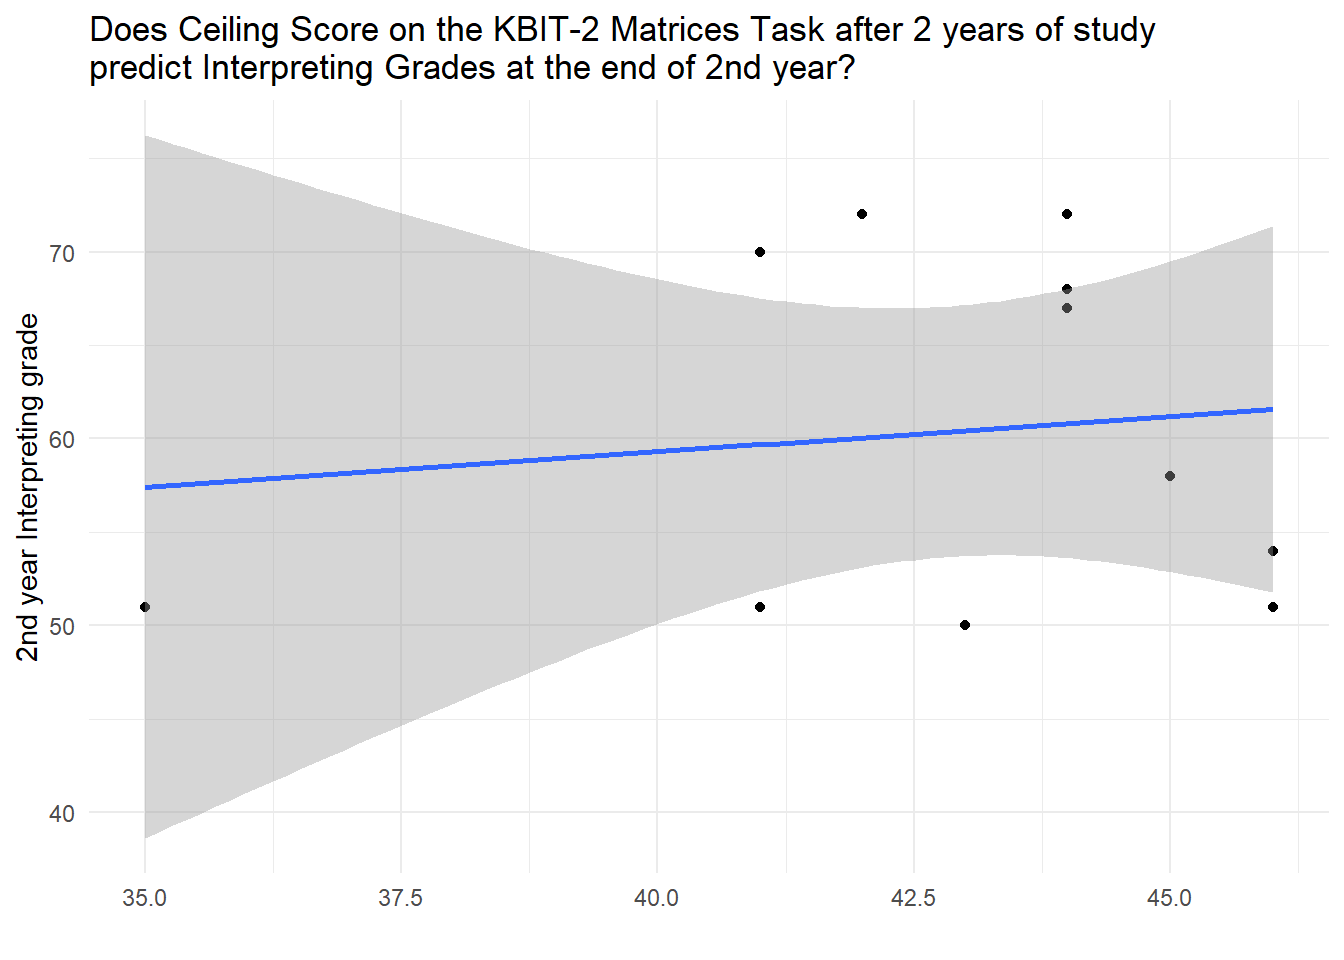 Does Ceiling Score on the KBIT-2 Matrices Task after 2 years of study
predict Interpreting Grades at the end of 2nd year?
2nd year Interpreting grade
70
60
50
40
35.0 37.5 40.0 42.5 45.0